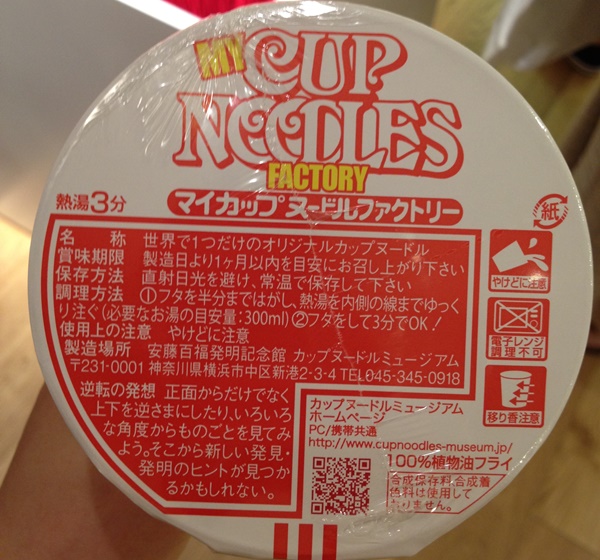 MY CUP
NOODLES
FACTORY
熱湯3分
マイカップヌードルファクトリー
紙
名　　称　世界で1つだけのオリジナルカップヌードル
賞味期限　製造日より1ヶ月以内を目安にお召し上がり下さい
保存方法　直射日光を避け、常温で保存して下さい
調理方法　①フタを半分まではがし、熱湯を内側の線までゆっく
り注ぐ(必要なお湯の目安量:300ml)②フタをして3分でOK!
使用上の注意　やけどに注意
製造場所　安藤百福発明記念館 カップヌードルミュージアム
〒231-0001 神奈川県横浜市中区新港2-3-4 TEL045-345-0918
やけどに注意
電子レンジ
調理不可
移り香注意
逆転の発想　正面からだけでなく
上下を逆さまにしたり、いろいろ
な角度からものごとを見てみ
よう。そこから新しい発見・
発明のヒントが見つか
るかもしれない。
カップヌードルミュージアム
ホームページ
PC/携帯共通
http://www.cupnoodles-museum.jp/
100%植物油フライ
合成保存料、合成着
色料は使用して
おりません。